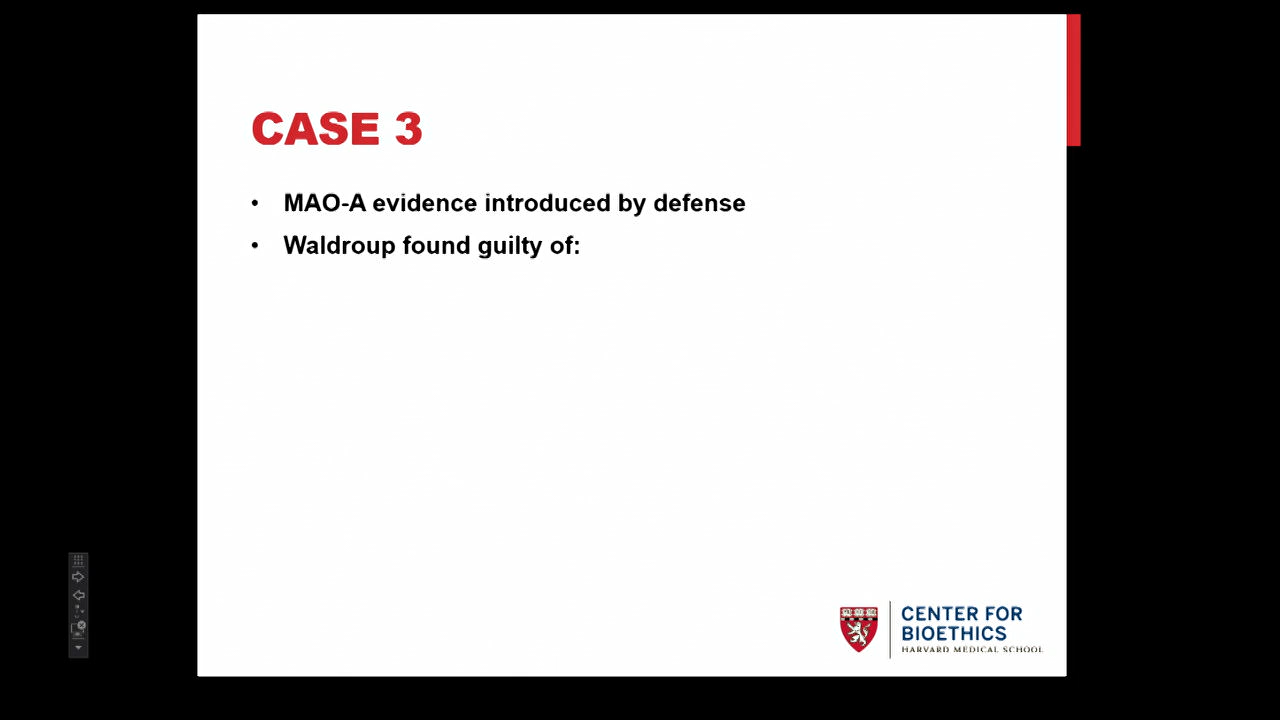 CASE 3
• MAO-A evidence introduced by defense
• Waldroup found guilty of:
CENTER FOR
BIOETHICS
HARVARD MEDICAL SCHOOL